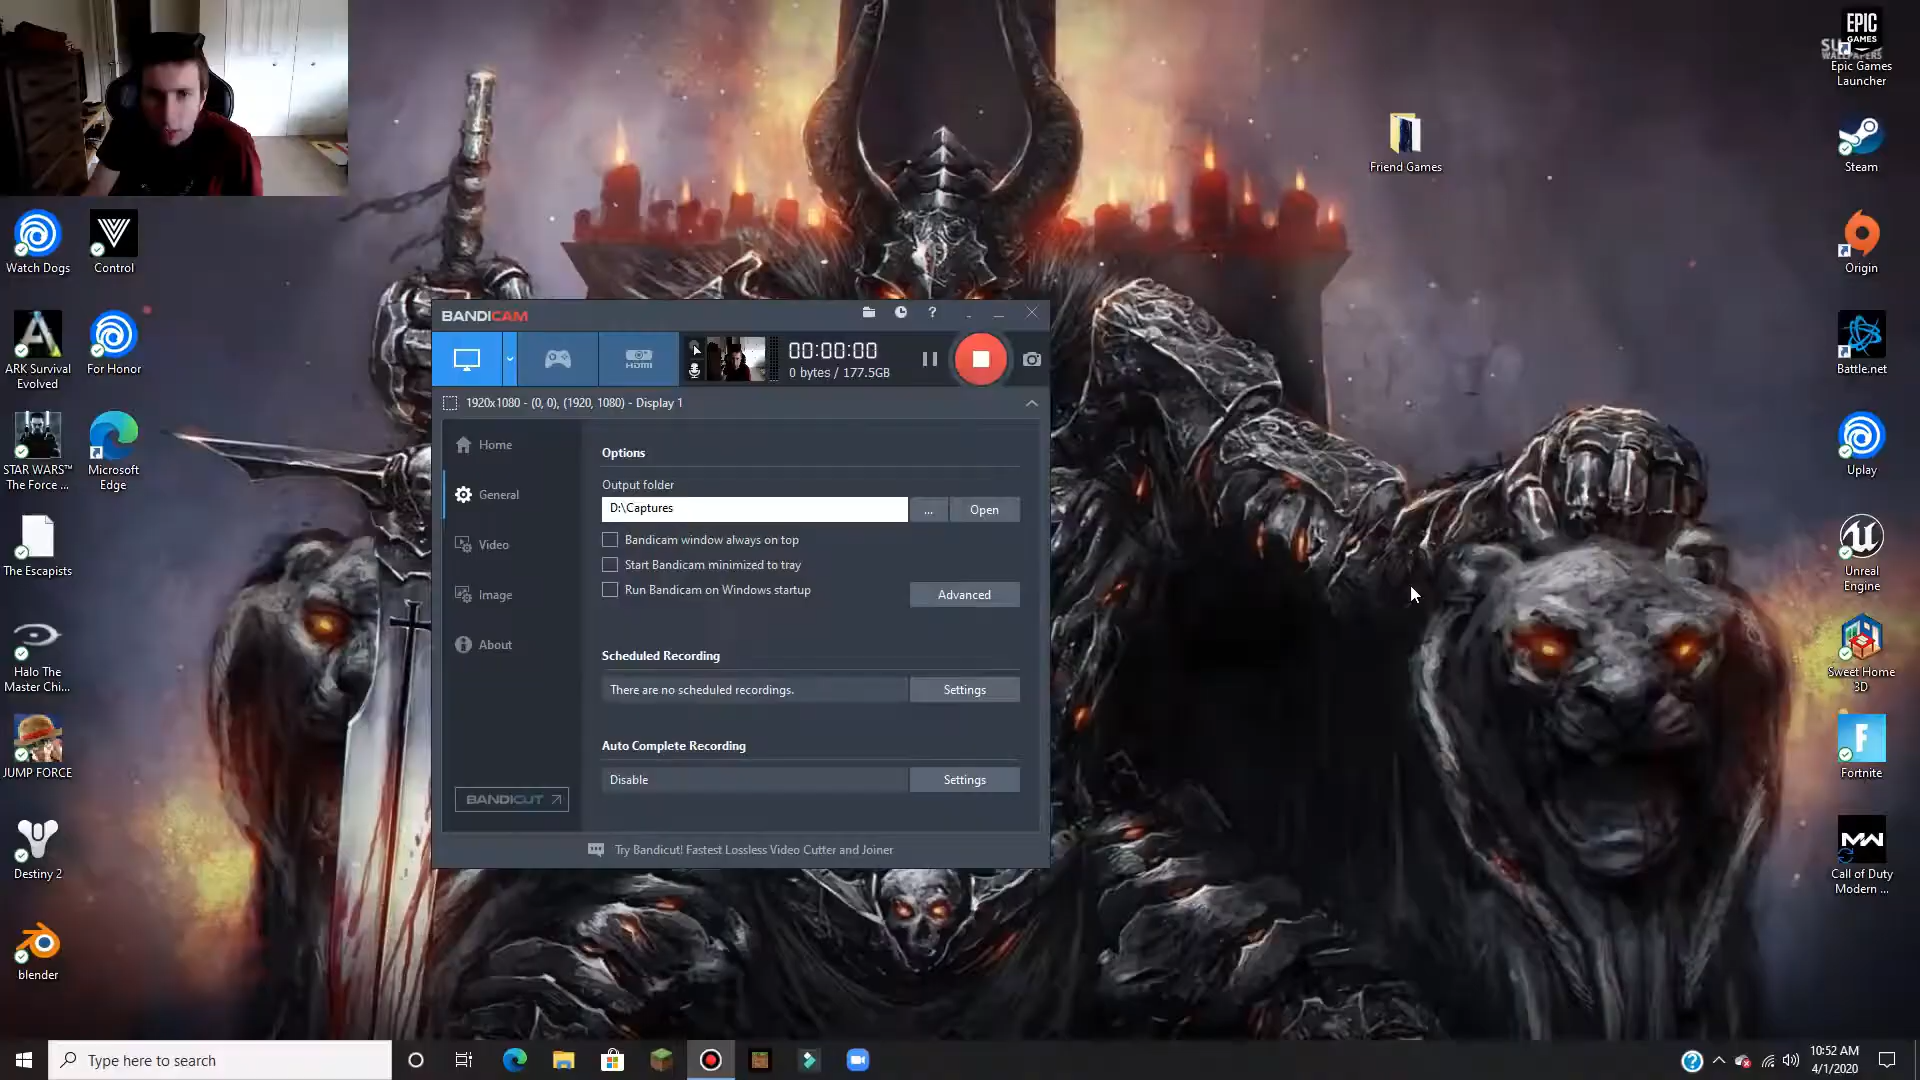 EPIC
GAMES
Epic Games
Launcher
Friend Games
Steam
Watch Dogs
Control
Origin
BANDICAM
?
HDMI
00:00:00
0 bytes / 177.5GB
ARK Survival
Evolved
For Honor
Battle.net
1920x1080 - (0, 0), (1920, 1080) - Display 1
Home
General
Video
Image
About
BANDICUT
Options
Output folder
D:\Captures
...
Open
Bandicam window always on top
Start Bandicam minimized to tray
Run Bandicam on Windows startup
Advanced
Scheduled Recording
There are no scheduled recordings.
Settings
Auto Complete Recording
Disable
Settings
Try Bandicut! Fastest Lossless Video Cutter and Joiner
STAR WARS™
The Force ...
Microsoft
Edge
Uplay
The Escapists
Unreal
Engine
Halo The
Master Chi...
Sweet Home
3D
JUMP FORCE
Fortnite
Destiny 2
Call of Duty
Modern ...
blender
Type here to search
10:52 AM
4/1/2020